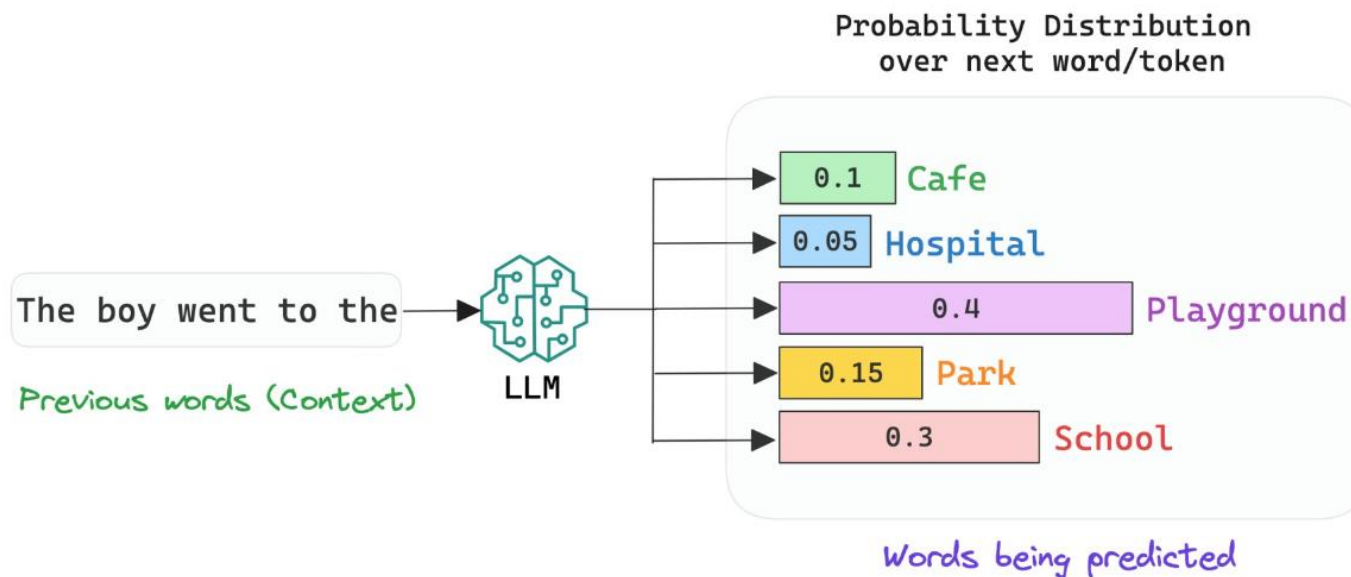 Probability Distribution
over next word/token
0.1 Cafe
0.05 Hospital
The boy went to the
0.4 Playground
LLM
Previous words (Context)
0.15 Park
0.3 School
Words being predicted